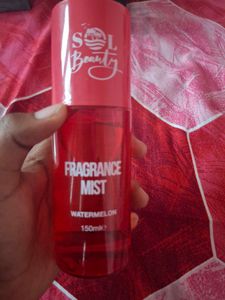 SOL
Beauty
FRAGRANCE
MIST
WATERMELON
150ml℮